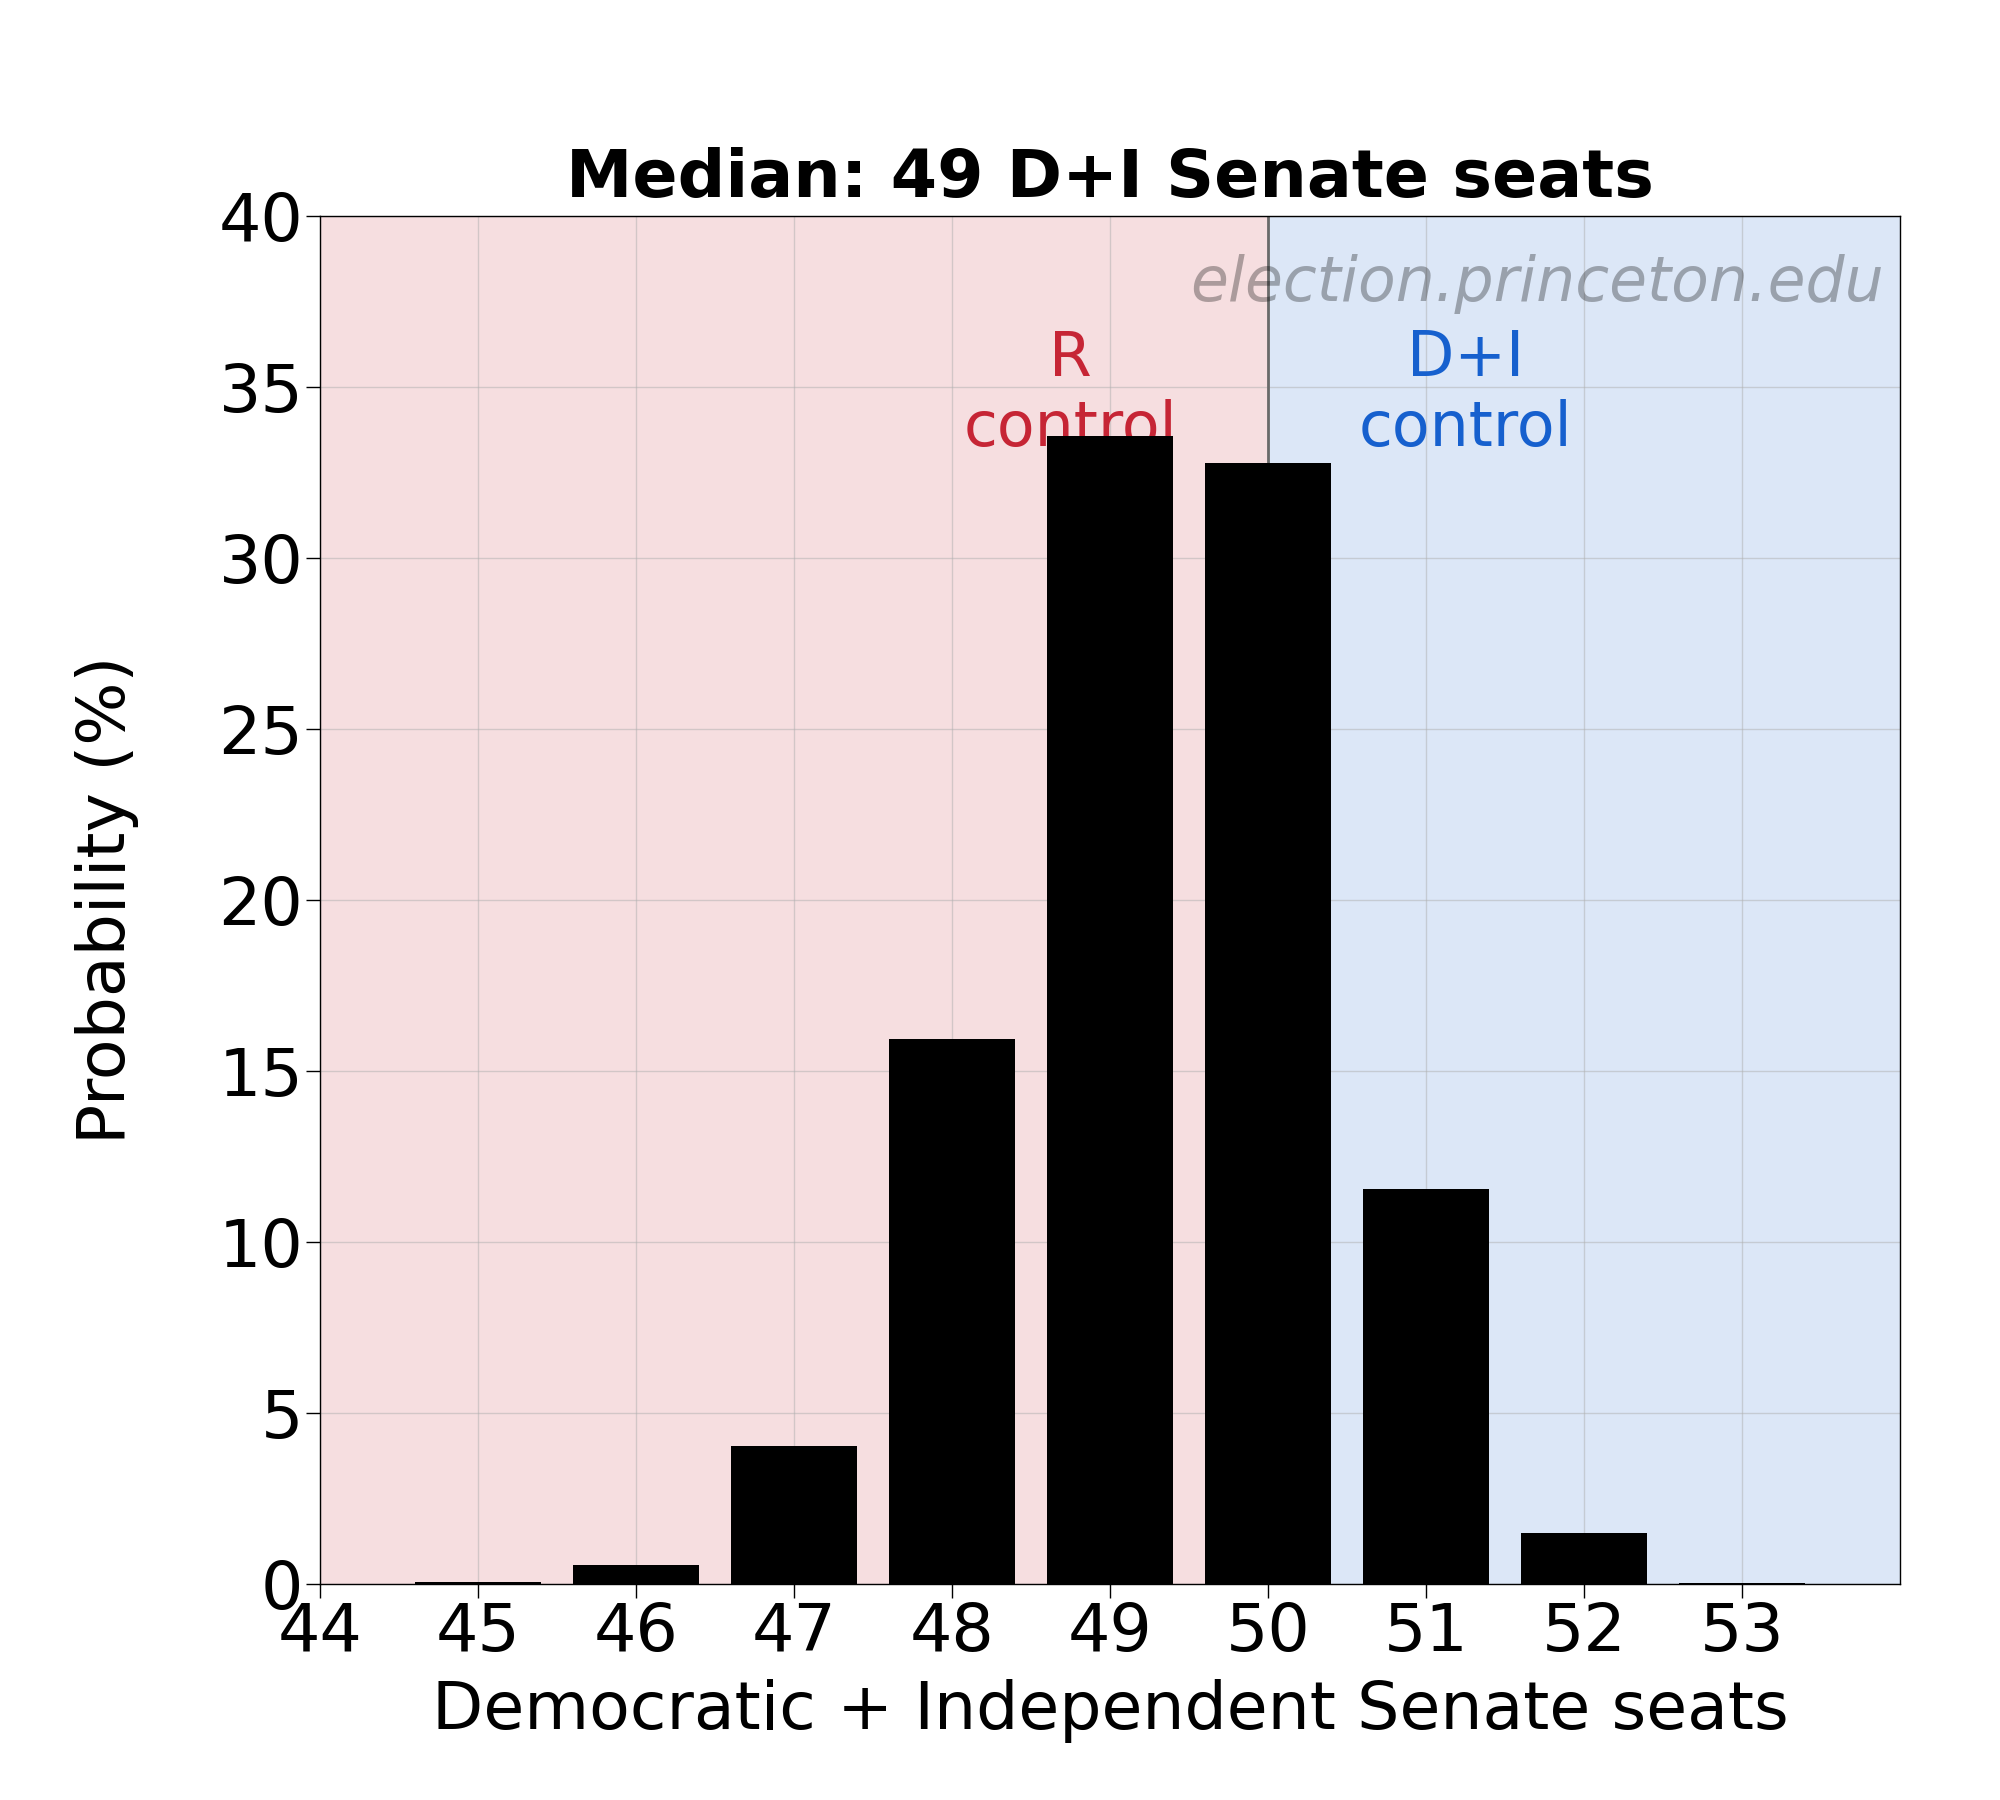 Median: 49 D+I Senate seats
election.princeton.edu
R
control
D+I
control
Probability (%)
40
35
30
25
20
15
10
5
0
44 45 46 47 48 49 50 51 52 53
Democratic + Independent Senate seats